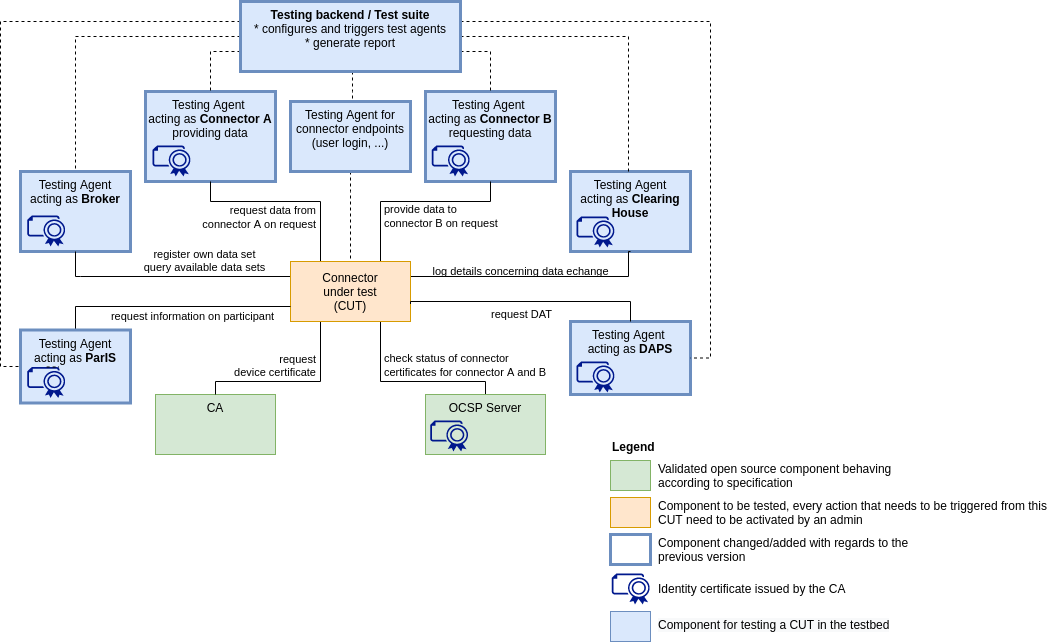 Testing backend / Test suite
* configures and triggers test agents
* generate report
Testing Agent
acting as Connector A
providing data
Testing Agent for
connector endpoints
(user login, ...)
Testing Agent
acting as Connector B
requesting data
Testing Agent
acting as Broker
Testing Agent
acting as Clearing
House
request data from
connector A on request
provide data to
connector B on request
register own data set
query available data sets
Connector
under test
(CUT)
log details concerning data echange
request information on participant
request DAT
Testing Agent
acting as ParIS
Testing Agent
acting as DAPS
request
device certificate
check status of connector
certificates for connector A and B
CA
OCSP Server
Legend
Validated open source component behaving
according to specification
Component to be tested, every action that needs to be triggered from this
CUT need to be activated by an admin
Component changed/added with regards to the
previous version
Identity certificate issued by the CA
Component for testing a CUT in the testbed